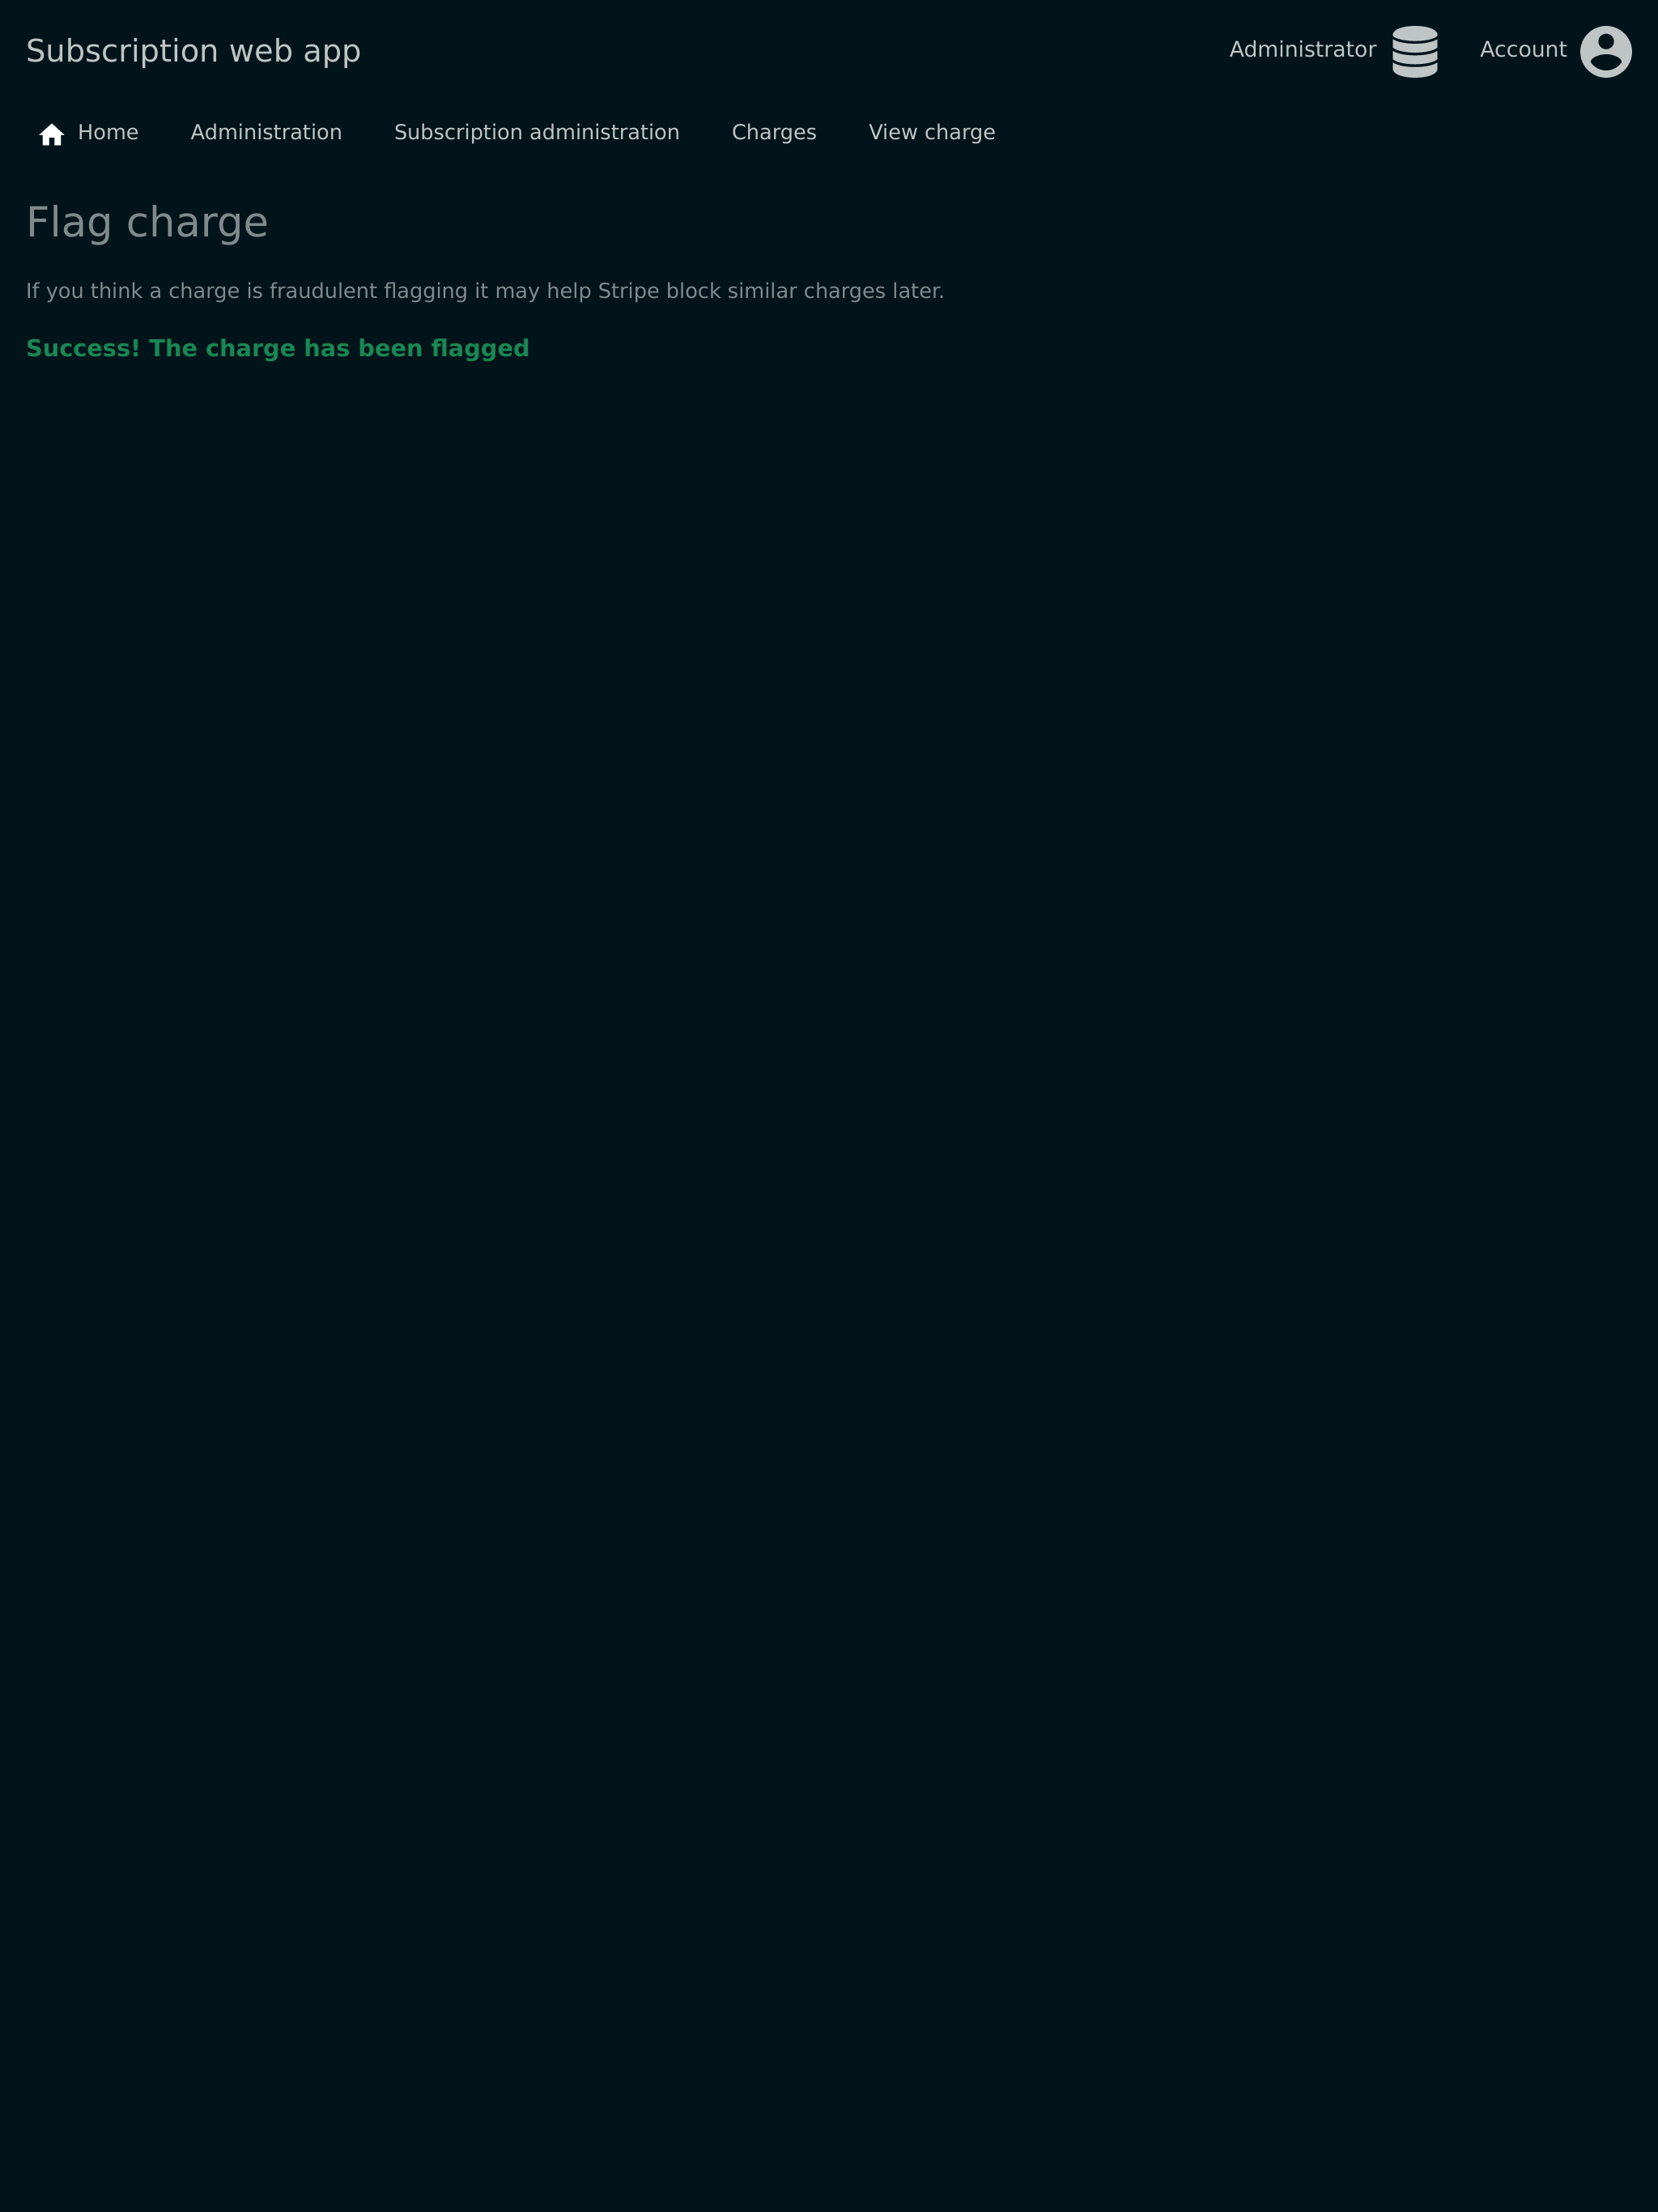 Subscription web app
Administrator
Account
Home
Administration
Subscription administration
Charges
View charge
Flag charge
If you think a charge is fraudulent flagging it may help Stripe block similar charges later.
Success! The charge has been flagged